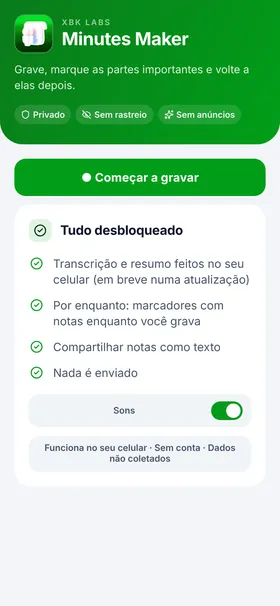 XBK LABS
Minutes Maker
Grave, marque as partes importantes e volte a
elas depois.
Privado
Sem rastreio
Sem anúncios
Começar a gravar
Tudo desbloqueado
Transcrição e resumo feitos no seu
celular (em breve numa atualização)
Por enquanto: marcadores com
notas enquanto você grava
Compartilhar notas como texto
Nada é enviado
Sons
Funciona no seu celular · Sem conta · Dados
não coletados